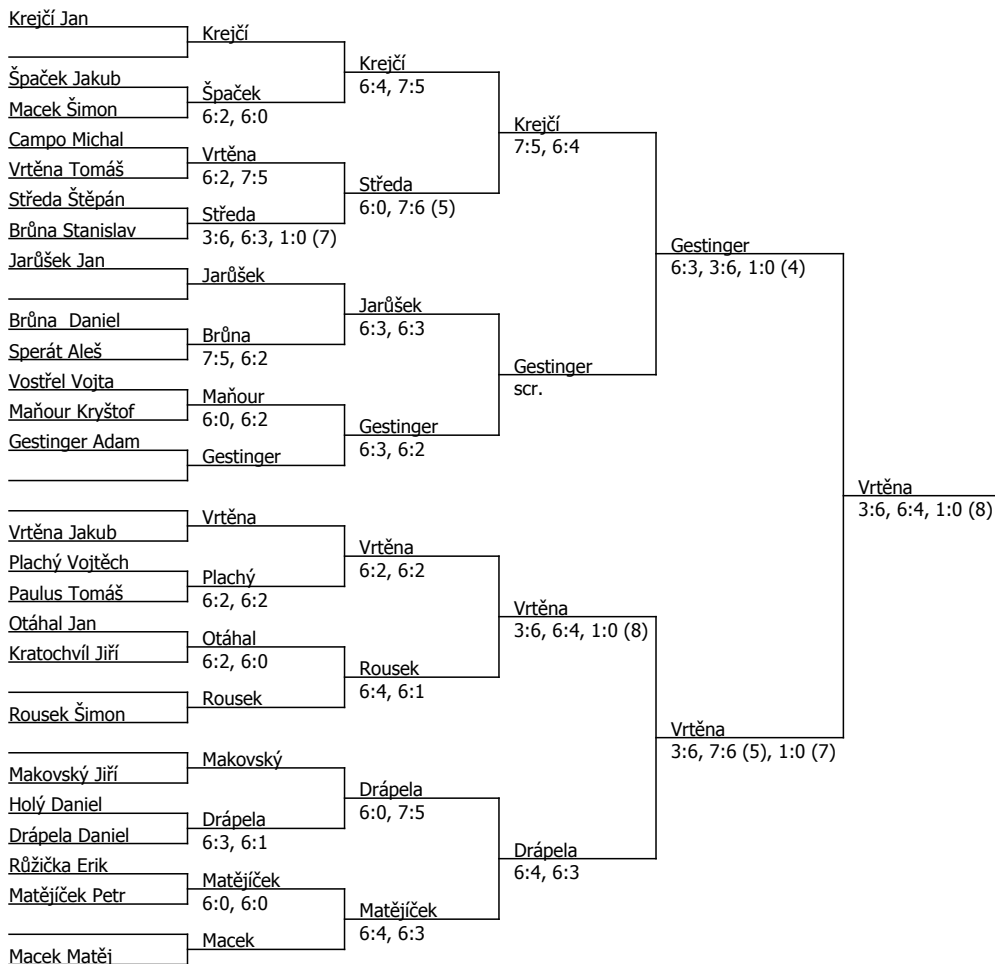 Krejčí Jan
Špaček Jakub
Macek Šimon
Campo Michal
Vrtěna Tomáš
Středa Štěpán
Brůna Stanislav
Jarůšek Jan
Brůna  Daniel
Sperát Aleš
Vostřel Vojta
Maňour Kryštof
Gestinger Adam
Vrtěna Jakub
Plachý Vojtěch
Paulus Tomáš
Otáhal Jan
Kratochvíl Jiří
Rousek Šimon
Makovský Jiří
Holý Daniel
Drápela Daniel
Růžička Erik
Matějíček Petr
Macek Matěj
Krejčí
Špaček
6:2, 6:0
Vrtěna
6:2, 7:5
Středa
3:6, 6:3, 1:0 (7)
Jarůšek
Brůna
7:5, 6:2
Maňour
6:0, 6:2
Gestinger
Vrtěna
Plachý
6:2, 6:2
Otáhal
6:2, 6:0
Rousek
Makovský
Drápela
6:3, 6:1
Matějíček
6:0, 6:0
Macek
Krejčí
6:4, 7:5
Středa
6:0, 7:6 (5)
Jarůšek
6:3, 6:3
Gestinger
6:3, 6:2
Vrtěna
6:2, 6:2
Rousek
6:4, 6:1
Drápela
6:0, 7:5
Matějíček
6:4, 6:3
Krejčí
7:5, 6:4
Gestinger
scr.
Vrtěna
3:6, 6:4, 1:0 (8)
Drápela
6:4, 6:3
Gestinger
6:3, 3:6, 1:0 (4)
Vrtěna
3:6, 7:6 (5), 1:0 (7)
Vrtěna
3:6, 6:4, 1:0 (8)